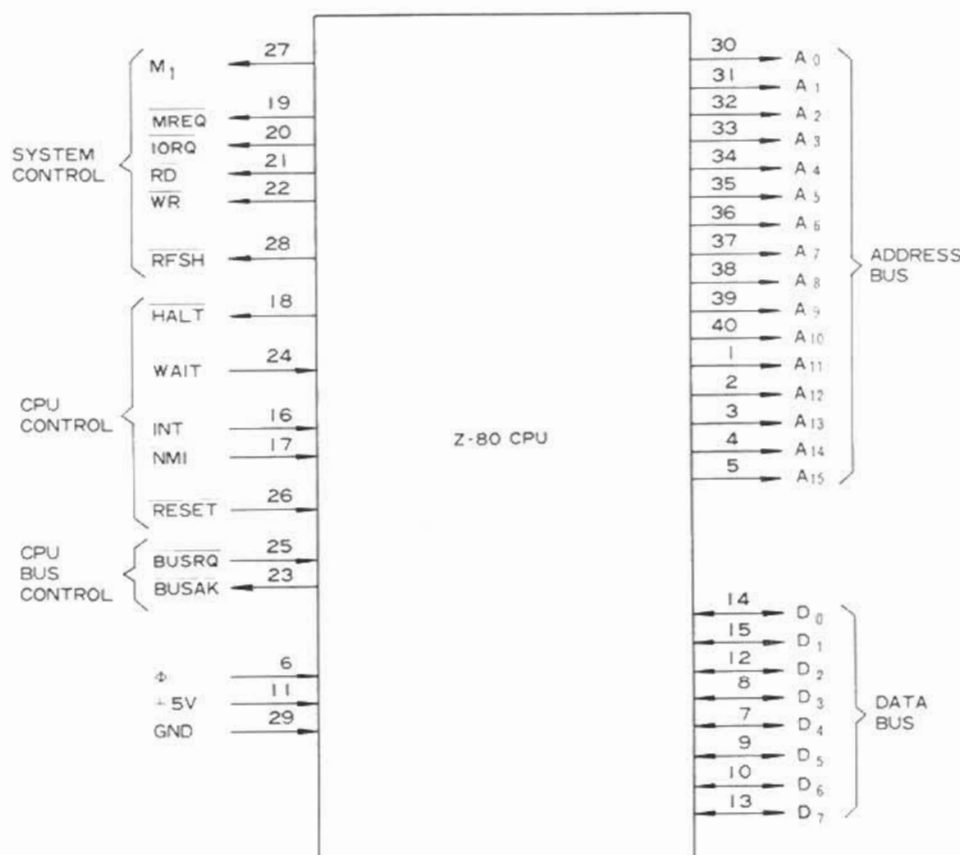 SYSTEM
CONTROL
M1
27
MREQ
19
IORQ
20
RD
21
WR
22
RFSH
28
CPU
CONTROL
HALT
18
WAIT
24
INT
16
NMI
17
RESET
26
CPU
BUS
CONTROL
BUSRQ
25
BUSAK
23
Φ
6
+5V
11
GND
29
Z-80 CPU
30
A0
31
A1
32
A2
33
A3
34
A4
35
A5
36
A6
37
A7
38
A8
39
A9
40
A10
1
A11
2
A12
3
A13
4
A14
5
A15
ADDRESS
BUS
14
D0
15
D1
12
D2
8
D3
7
D4
9
D5
10
D6
13
D7
DATA
BUS